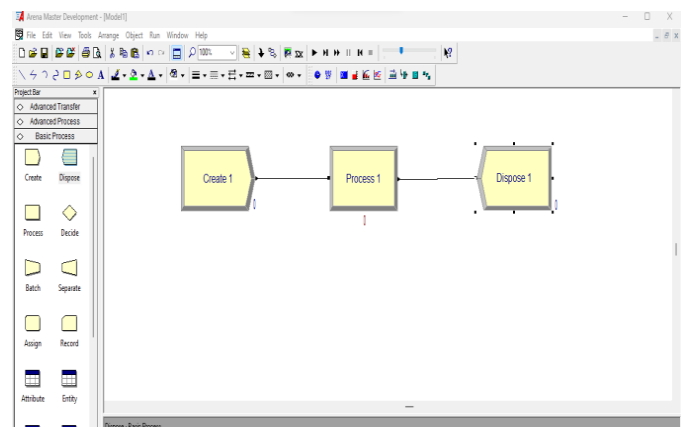 Arena Master Development - [Model1]
File Edit View Tools Arrange Object Run Window Help
100%
Project Bar x
Advanced Transfer
Advanced Process
Basic Process
Create Dispose
Process Decide
Batch Separate
Assign Record
Attribute Entity
Create 1
0
Process 1
0
Dispose 1
0
Dispose - Basic Process